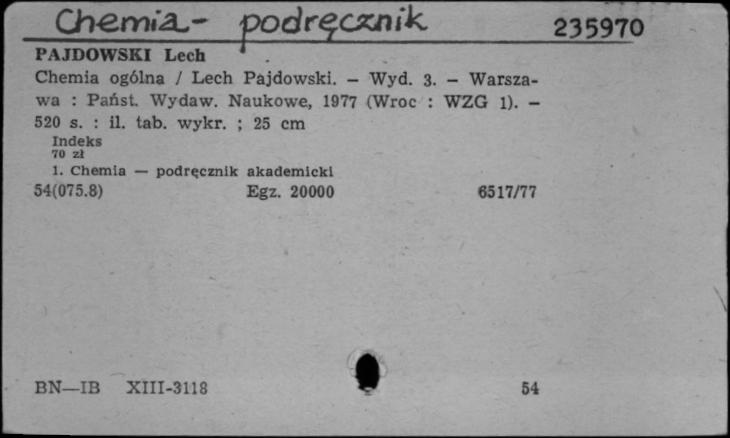 Chemia - podręcznik 235970
PAJDOWSKI Lech
Chemia ogólna / Lech Pajdowski. — Wyd. 3. — Warsza-
wa : Państ. Wydaw. Naukowe, 1977 (Wroc : WZG 1). —
520 s. : il. tab. wykr. ; 25 cm
Indeks
70 zł
1. Chemia — podręcznik akademicki
54(075.8) Egz. 20000 6517/77
BN—IB XIII-3118 54